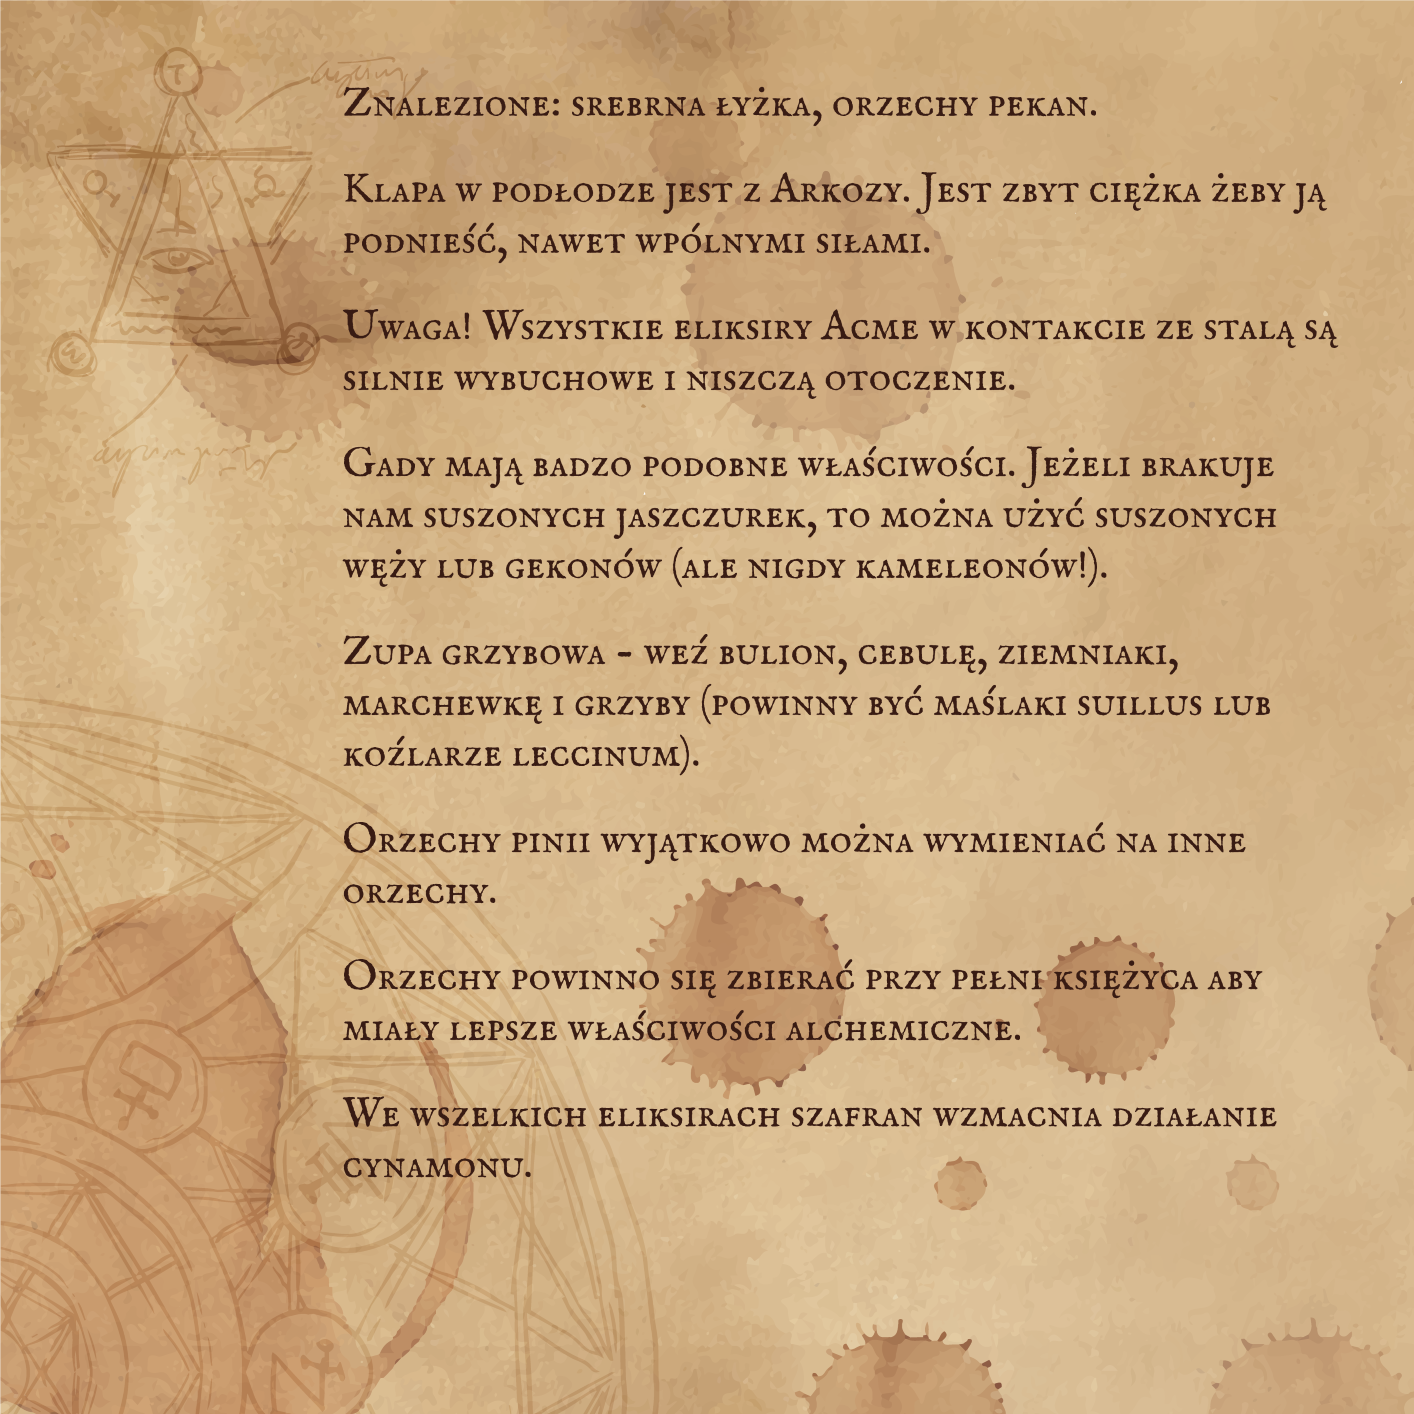 Znalezione: srebrna łyżka, orzechy pekan.
Klapa w podłodze jest z Arkozy. Jest zbyt ciężka żeby ją
podnieść, nawet wpólnymi siłami.
Uwaga! Wszystkie eliksiry Acme w kontakcie ze stalą są
silnie wybuchowe i niszczą otoczenie.
Gady mają badzo podobne właściwości. Jeżeli brakuje
nam suszonych jaszczurek, to można użyć suszonych
węży lub gekonów (ale nigdy kameleonów!).
Zupa grzybowa - weź bulion, cebulę, ziemniaki,
marchewkę i grzyby (powinny być maślaki suillus lub
koźlarze leccinum).
Orzechy pinii wyjątkowo można wymieniać na inne
orzechy.
Orzechy powinno się zbierać przy pełni księżyca aby
miały lepsze właściwości alchemiczne.
We wszelkich eliksirach szafran wzmacnia działanie
cynamonu.